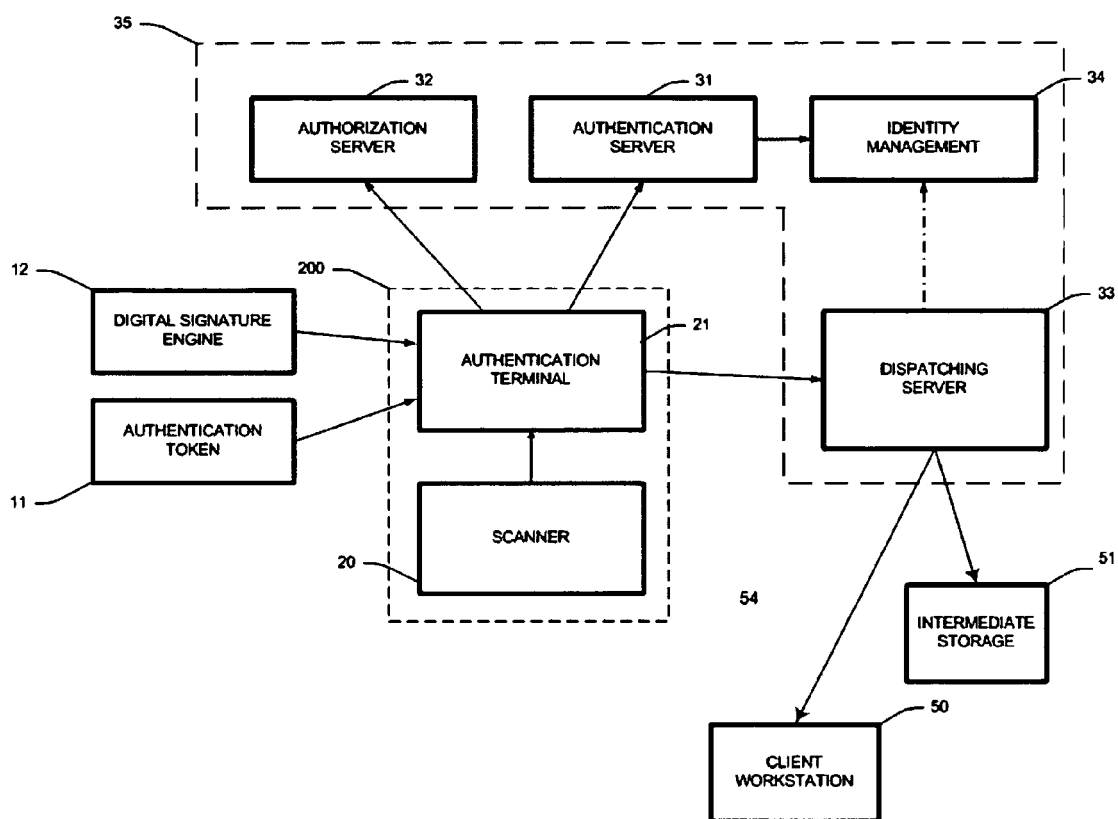 35
32
31
34
AUTHORIZATION
SERVER
AUTHENTICATION
SERVER
IDENTITY
MANAGEMENT
12
200
21
33
DIGITAL SIGNATURE
ENGINE
AUTHENTICATION
TERMINAL
DISPATCHING
SERVER
AUTHENTICATION
TOKEN
11
SCANNER
20
54
51
INTERMEDIATE
STORAGE
50
CLIENT
WORKSTATION